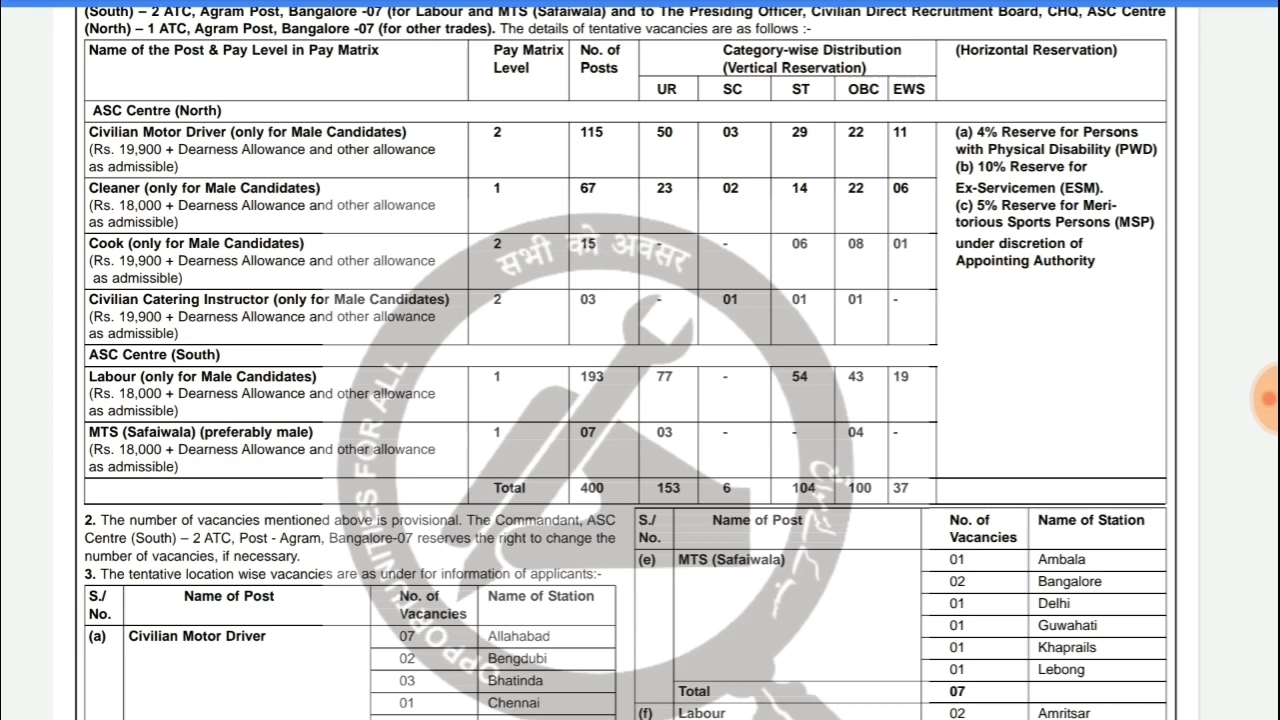 (South) – 2 ATC, Agram Post, Bangalore -07 (for Labour and MTS (Safaiwala) and to The Presiding Officer, Civilian Direct Recruitment Board, CHQ, ASC Centre
(North) – 1 ATC, Agram Post, Bangalore -07 (for other trades). The details of tentative vacancies are as follows :-
Name of the Post & Pay Level in Pay Matrix Pay Matrix Level No. of Posts Category-wise Distribution (Vertical Reservation) (Horizontal Reservation)
UR SC ST OBC EWS
ASC Centre (North)
Civilian Motor Driver (only for Male Candidates) 2 115 50 03 29 22 11 (a) 4% Reserve for Persons
(Rs. 19,900 + Dearness Allowance and other allowance with Physical Disability (PWD)
as admissible) (b) 10% Reserve for
Cleaner (only for Male Candidates) 1 67 23 02 14 22 06 Ex-Servicemen (ESM).
(Rs. 18,000 + Dearness Allowance and other allowance (c) 5% Reserve for Meri-
as admissible) torious Sports Persons (MSP)
Cook (only for Male Candidates) 2 15 - - 06 08 01 under discretion of
(Rs. 19,900 + Dearness Allowance and other allowance Appointing Authority
as admissible)
Civilian Catering Instructor (only for Male Candidates) 2 03 - 01 01 01 -
(Rs. 19,900 + Dearness Allowance and other allowance
as admissible)
ASC Centre (South)
Labour (only for Male Candidates) 1 193 77 - 54 43 19
(Rs. 18,000 + Dearness Allowance and other allowance
as admissible)
MTS (Safaiwala) (preferably male) 1 07 03 - - 04 -
(Rs. 18,000 + Dearness Allowance and other allowance
as admissible)
Total 400 153 6 104 100 37
2. The number of vacancies mentioned above is provisional. The Commandant, ASC
Centre (South) – 2 ATC, Post - Agram, Bangalore-07 reserves the right to change the
number of vacancies, if necessary.
3. The tentative location wise vacancies are as under for information of applicants:-
S./ No. Name of Post No. of Vacancies Name of Station
(a) Civilian Motor Driver 07 Allahabad
02 Bengdubi
03 Bhatinda
01 Chennai
S./ No. Name of Post No. of Vacancies Name of Station
(e) MTS (Safaiwala) 01 Ambala
02 Bangalore
01 Delhi
01 Guwahati
01 Khaprails
01 Lebong
Total 07
(f) Labour 02 Amritsar
सभी को अवसर
OPPORTUNITIES FOR ALL